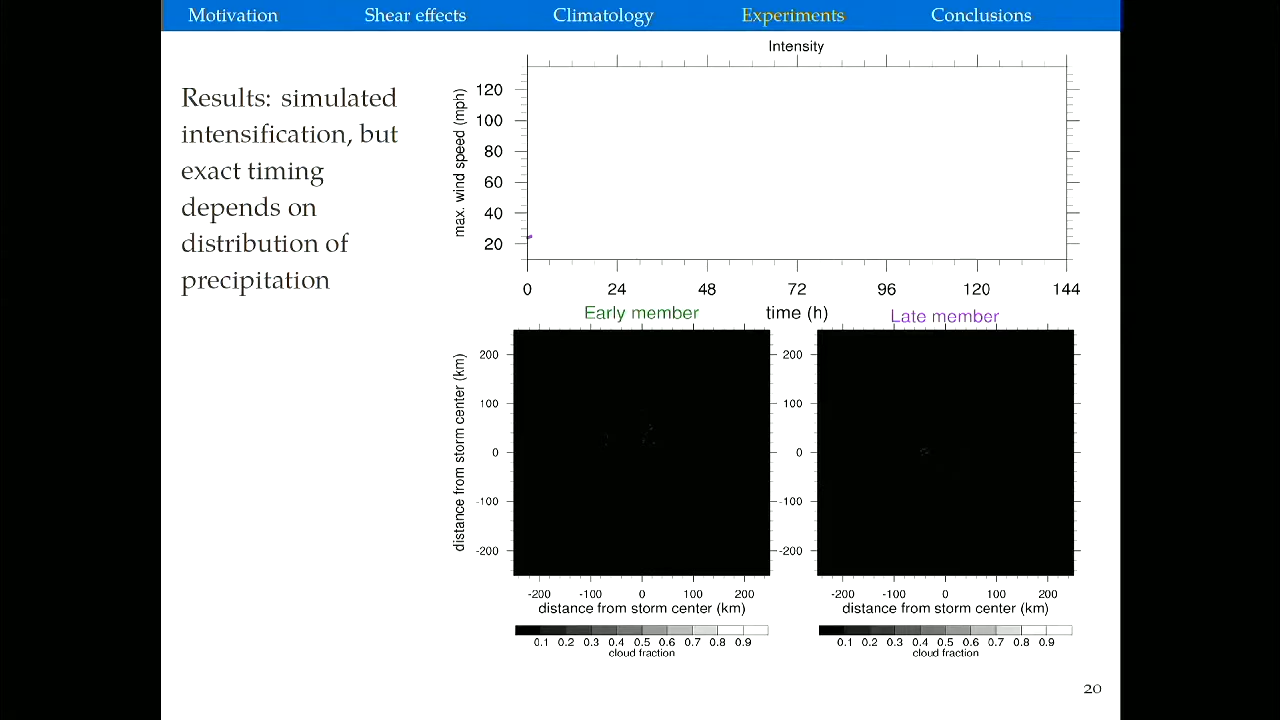 Motivation Shear effects Climatology Experiments Conclusions
Results: simulated
intensification, but
exact timing
depends on
distribution of
precipitation
Intensity
max. wind speed (mph)
120
100
80
60
40
20
0 24 48 72 96 120 144
time (h)
Early member
distance from storm center (km)
200
100
0
-100
-200
-200 -100 0 100 200
distance from storm center (km)
0.1 0.2 0.3 0.4 0.5 0.6 0.7 0.8 0.9
cloud fraction
Late member
200
100
0
-100
-200
-200 -100 0 100 200
distance from storm center (km)
0.1 0.2 0.3 0.4 0.5 0.6 0.7 0.8 0.9
cloud fraction
20